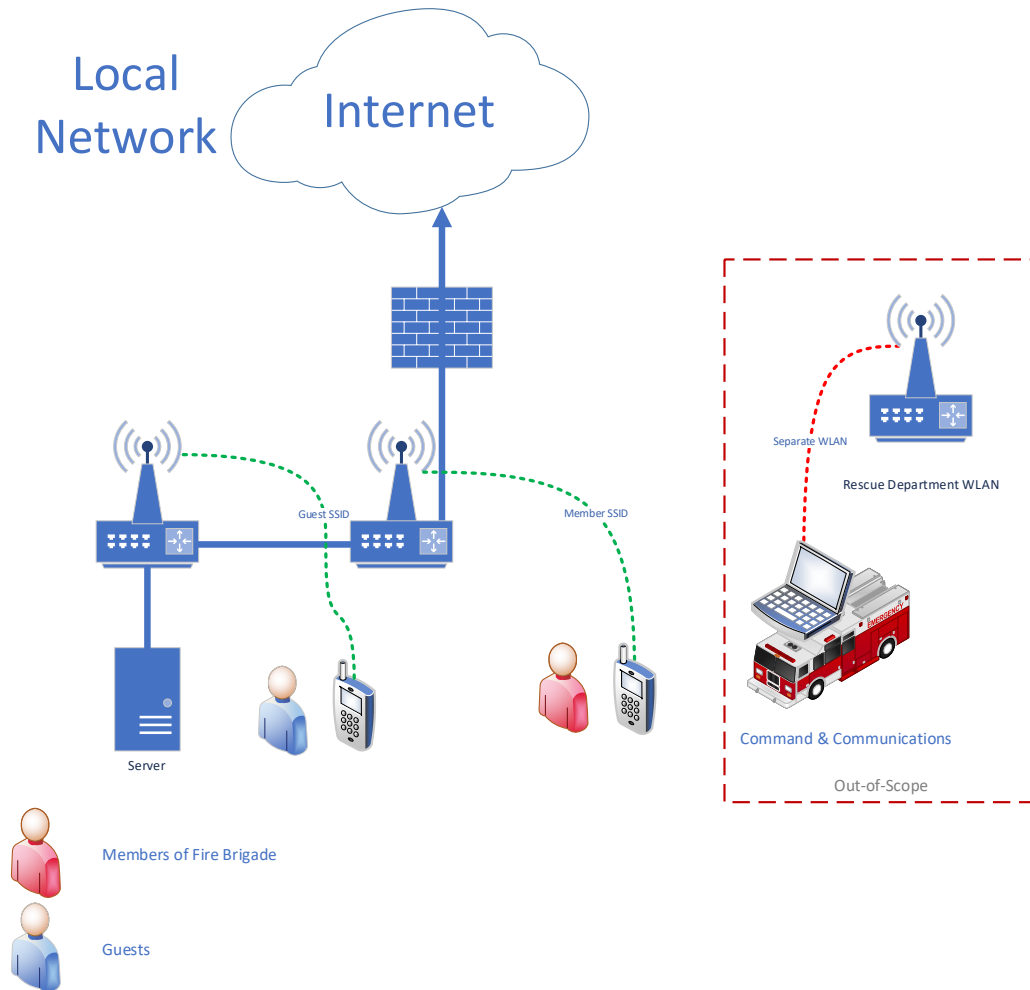 Local
Network
Internet
Separate WLAN
Rescue Department WLAN
Guest SSID
Member SSID
EMERGENCY
Command & Communications
Server
Out-of-Scope
Members of Fire Brigade
Guests